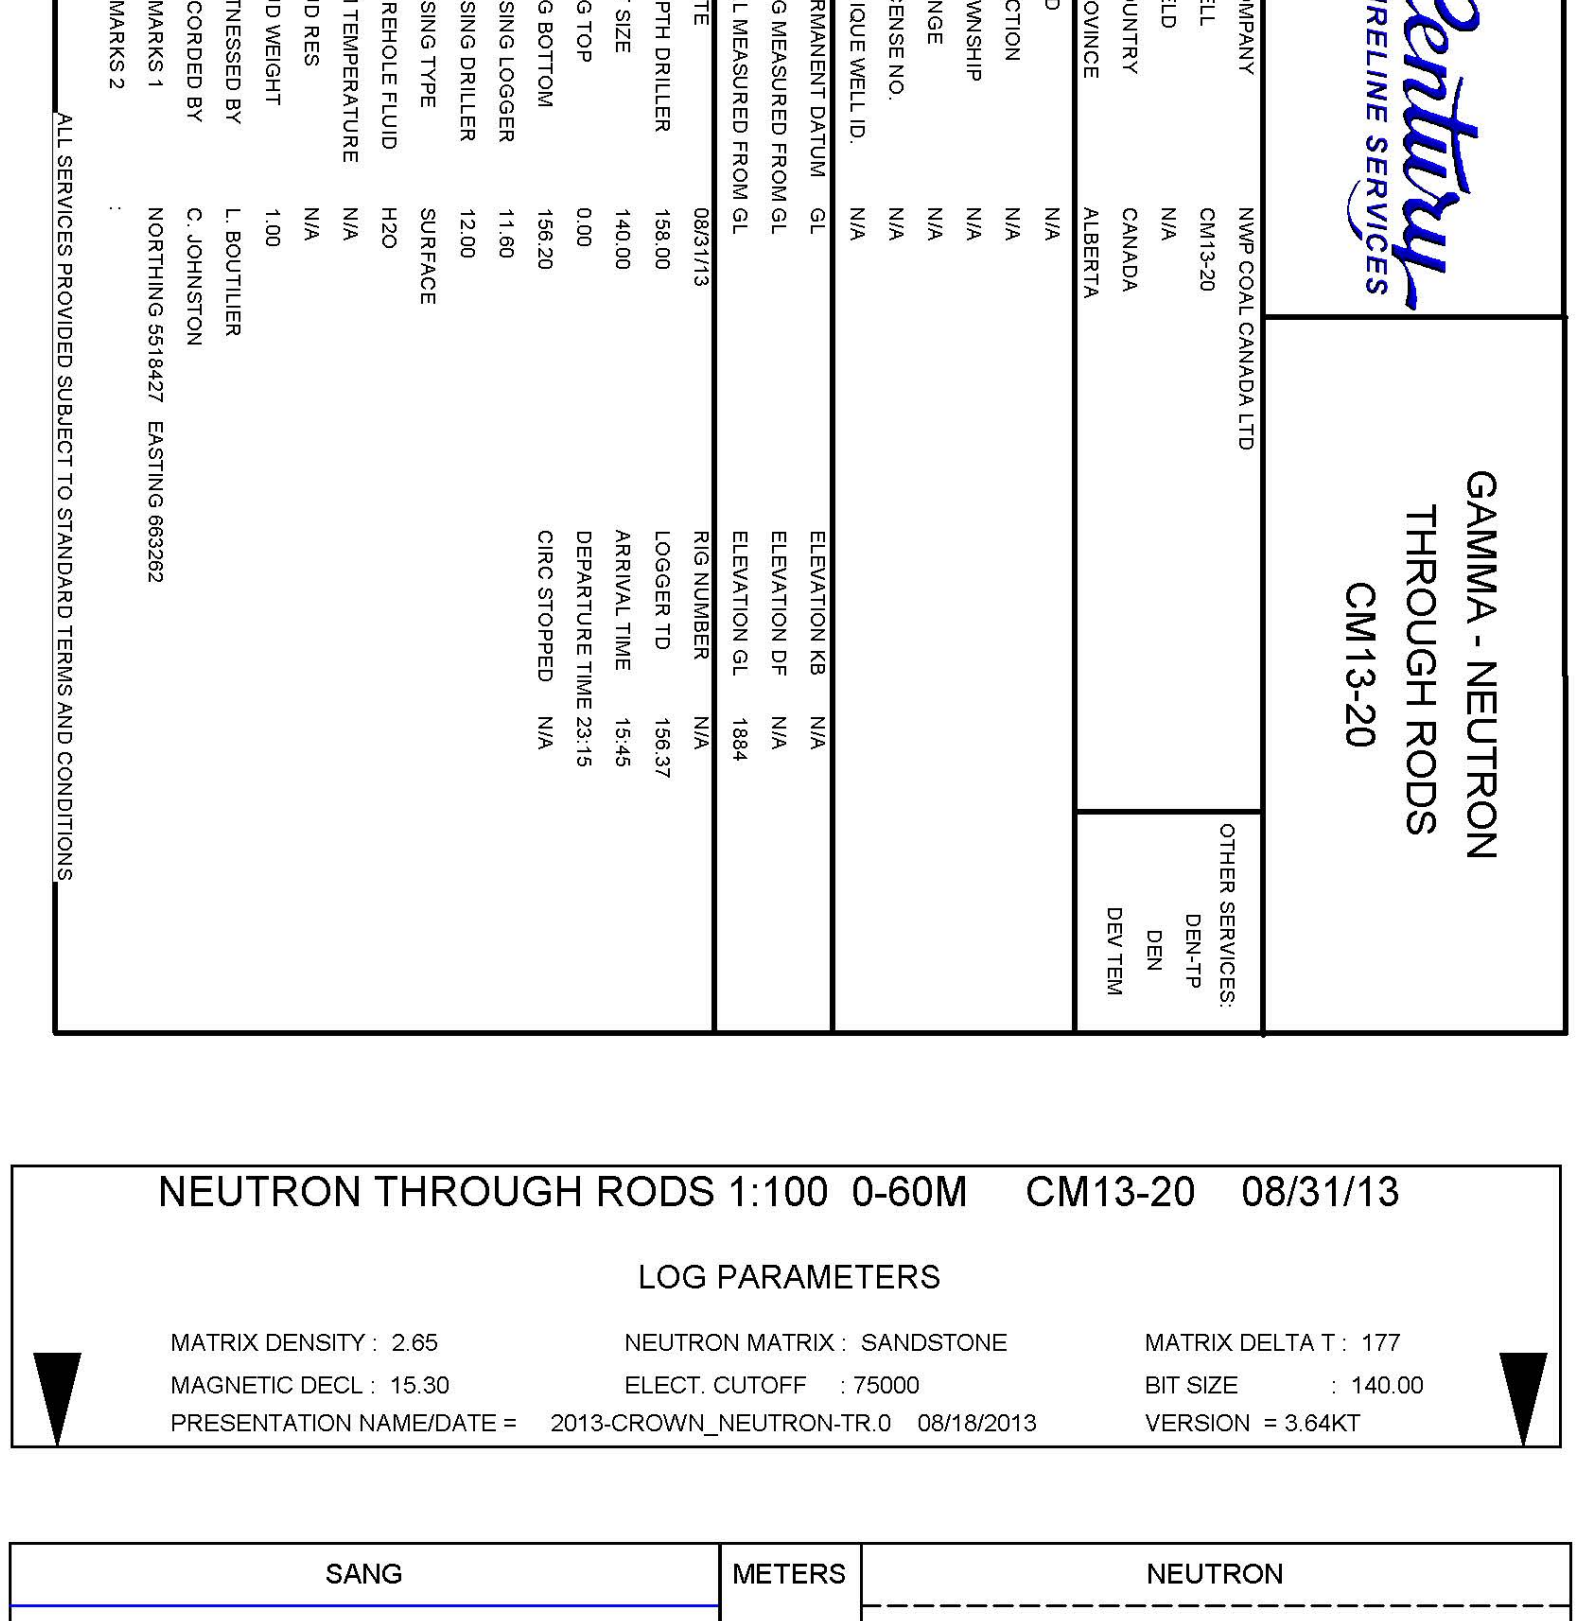 Century
WIRELINE SERVICES
GAMMA - NEUTRON
THROUGH RODS
CM13-20
OMPANY NWP COAL CANADA LTD
ELL CM13-20
ELD N/A
OUNTRY CANADA
OVINCE ALBERTA
OTHER SERVICES:
DEN-TP
DEN
DEV TEM
D N/A
CTION N/A
WNSHIP N/A
NGE N/A
CENSE NO. N/A
IQUE WELL ID. N/A
RMANENT DATUM GL ELEVATION KB N/A
G MEASURED FROM GL ELEVATION DF N/A
L MEASURED FROM GL ELEVATION GL 1884
TE 08/31/13 RIG NUMBER N/A
PTH DRILLER 158.00 LOGGER TD 156.37
T SIZE 140.00 ARRIVAL TIME 15:45
G TOP 0.00 DEPARTURE TIME 23:15
G BOTTOM 156.20 CIRC STOPPED N/A
SING LOGGER 11.60
SING DRILLER 12.00
SING TYPE SURFACE
REHOLE FLUID H2O
M TEMPERATURE N/A
UD RES N/A
UD WEIGHT 1.00
TNESSED BY L. BOUTILIER
CORDED BY C. JOHNSTON
MARKS 1 NORTHING 5518427 EASTING 663262
MARKS 2 :
ALL SERVICES PROVIDED SUBJECT TO STANDARD TERMS AND CONDITIONS
NEUTRON THROUGH RODS 1:100 0-60M CM13-20 08/31/13
LOG PARAMETERS
MATRIX DENSITY : 2.65 NEUTRON MATRIX : SANDSTONE MATRIX DELTA T : 177
MAGNETIC DECL : 15.30 ELECT. CUTOFF : 75000 BIT SIZE : 140.00
PRESENTATION NAME/DATE = 2013-CROWN_NEUTRON-TR.0 08/18/2013 VERSION = 3.64KT
SANG METERS NEUTRON